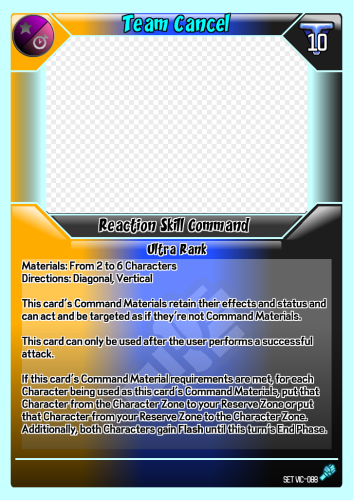 Team Cancel
10
Reaction Skill Command
Ultra Rank
Materials: From 2 to 6 Characters
Directions: Diagonal, Vertical
This card's Command Materials retain their effects and status and
can act and be targeted as if they're not Command Materials.
This card can only be used after the user performs a successful
attack.
If this card's Command Material requirements are met, for each
Character being used as this card's Command Materials, put that
Character from the Character Zone to your Reserve Zone or put
that Character from your Reserve Zone to the Character Zone.
Additionally, both Characters gain Flash until this turn's End Phase.
SET VIC-088